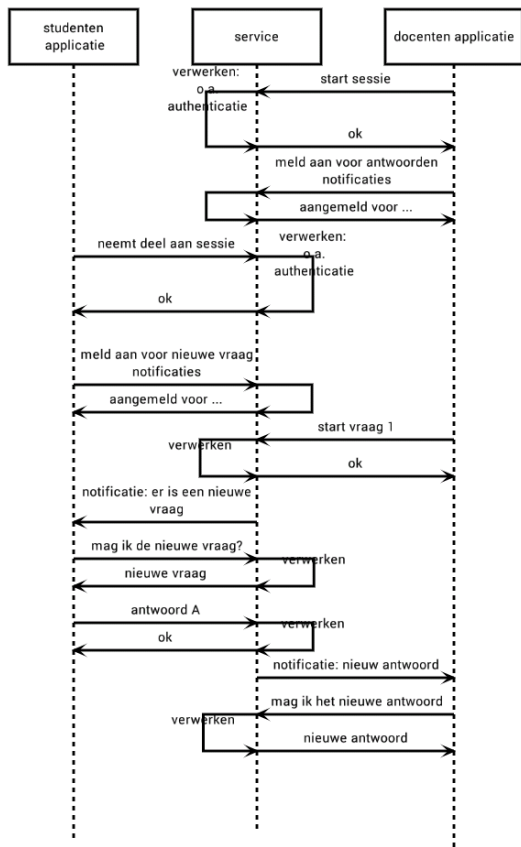 studenten
applicatie
service
docenten applicatie
verwerken:
o.a.
authenticatie
start sessie
ok
meld aan voor antwoorden
notificaties
aangemeld voor ...
neemt deel aan sessie
verwerken:
o.a.
authenticatie
ok
meld aan voor nieuwe vraag
notificaties
aangemeld voor ...
start vraag 1
verwerken
ok
notificatie: er is een nieuwe
vraag
mag ik de nieuwe vraag?
verwerken
nieuwe vraag
antwoord A
verwerken
ok
notificatie: nieuw antwoord
mag ik het nieuwe antwoord
verwerken
nieuwe antwoord